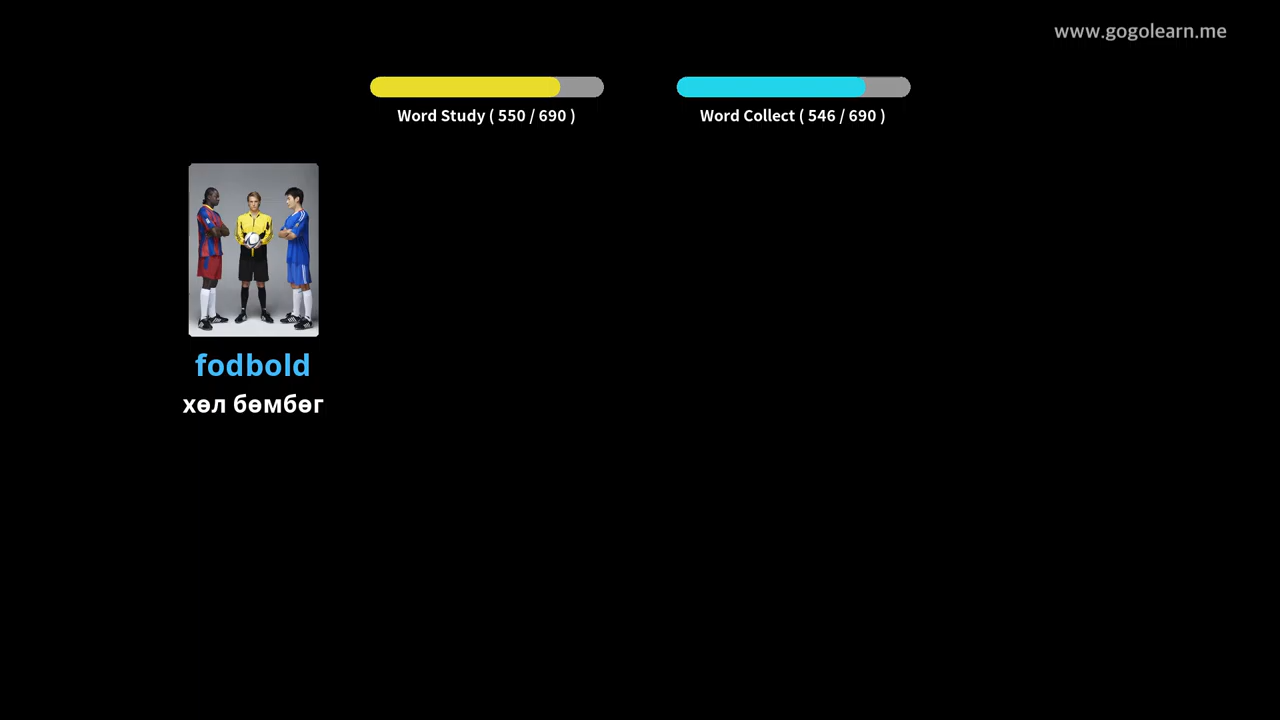 www.gogolearn.me
Word Study ( 550 / 690 )
Word Collect ( 546 / 690 )
fodbold
хөл бөмбөг